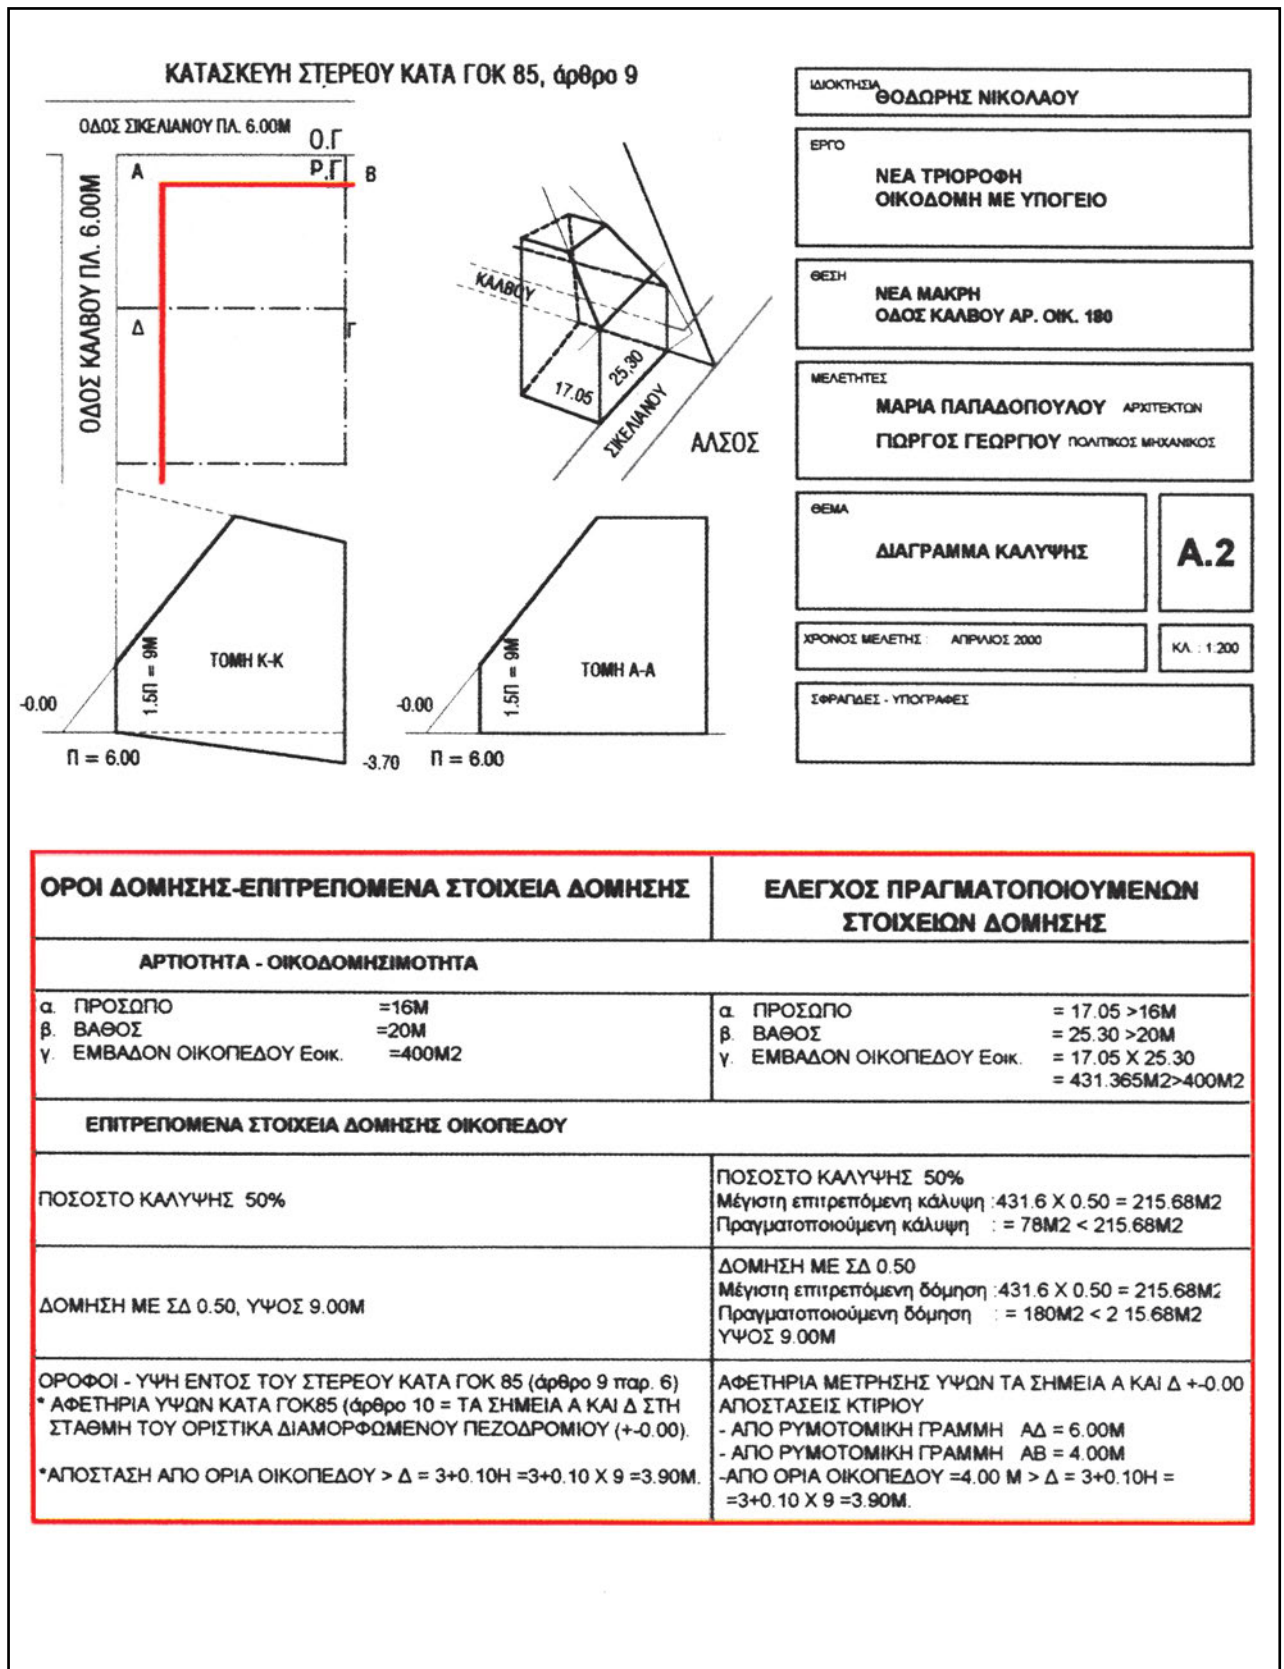 ΚΑΤΑΣΚΕΥΗ ΣΤΕΡΕΟΥ ΚΑΤΑ ΓΟΚ 85, άρθρο 9
ΟΔΟΣ ΣΙΚΕΛΙΑΝΟΥ ΠΛ. 6.00Μ
Ο.Γ
Ρ.Γ
Α
Β
ΟΔΟΣ ΚΑΛΒΟΥ ΠΛ. 6.00Μ
Δ
Γ
ΚΑΛΒΟΥ
17.05
25,30
ΣΙΚΕΛΙΑΝΟΥ
ΑΛΣΟΣ
1.5Π = 9Μ
ΤΟΜΗ Κ-Κ
-0.00
Π = 6.00
-3.70
1.5Π = 9Μ
ΤΟΜΗ Α-Α
-0.00
Π = 6.00
ΙΔΙΟΚΤΗΣΙΑ
ΘΟΔΩΡΗΣ ΝΙΚΟΛΑΟΥ
ΕΡΓΟ
ΝΕΑ ΤΡΙΟΡΟΦΗ
ΟΙΚΟΔΟΜΗ ΜΕ ΥΠΟΓΕΙΟ
ΘΕΣΗ
ΝΕΑ ΜΑΚΡΗ
ΟΔΟΣ ΚΑΛΒΟΥ ΑΡ. ΟΙΚ. 180
ΜΕΛΕΤΗΤΕΣ
ΜΑΡΙΑ ΠΑΠΑΔΟΠΟΥΛΟΥ ΑΡΧΙΤΕΚΤΩΝ
ΓΙΩΡΓΟΣ ΓΕΩΡΓΙΟΥ ΠΟΛΙΤΙΚΟΣ ΜΗΧΑΝΙΚΟΣ
ΘΕΜΑ
ΔΙΑΓΡΑΜΜΑ ΚΑΛΥΨΗΣ
Α.2
ΧΡΟΝΟΣ ΜΕΛΕΤΗΣ : ΑΠΡΙΛΙΟΣ 2000
ΚΛ. : 1:200
ΣΦΡΑΓΙΔΕΣ - ΥΠΟΓΡΑΦΕΣ
ΟΡΟΙ ΔΟΜΗΣΗΣ-ΕΠΙΤΡΕΠΟΜΕΝΑ ΣΤΟΙΧΕΙΑ ΔΟΜΗΣΗΣ
ΕΛΕΓΧΟΣ ΠΡΑΓΜΑΤΟΠΟΙΟΥΜΕΝΩΝ
ΣΤΟΙΧΕΙΩΝ ΔΟΜΗΣΗΣ
ΑΡΤΙΟΤΗΤΑ - ΟΙΚΟΔΟΜΗΣΙΜΟΤΗΤΑ
α. ΠΡΟΣΩΠΟ =16Μ
β. ΒΑΘΟΣ =20Μ
γ. ΕΜΒΑΔΟΝ ΟΙΚΟΠΕΔΟΥ Εοικ. =400Μ2
α. ΠΡΟΣΩΠΟ = 17.05 >16Μ
β. ΒΑΘΟΣ = 25.30 >20Μ
γ. ΕΜΒΑΔΟΝ ΟΙΚΟΠΕΔΟΥ Εοικ. = 17.05 Χ 25.30
= 431.365Μ2>400Μ2
ΕΠΙΤΡΕΠΟΜΕΝΑ ΣΤΟΙΧΕΙΑ ΔΟΜΗΣΗΣ ΟΙΚΟΠΕΔΟΥ
ΠΟΣΟΣΤΟ ΚΑΛΥΨΗΣ 50%
ΠΟΣΟΣΤΟ ΚΑΛΥΨΗΣ 50%
Μέγιστη επιτρεπόμενη κάλυψη :431.6 Χ 0.50 = 215.68Μ2
Πραγματοποιούμενη κάλυψη : = 78Μ2 < 215.68Μ2
ΔΟΜΗΣΗ ΜΕ ΣΔ 0.50, ΥΨΟΣ 9.00Μ
ΔΟΜΗΣΗ ΜΕ ΣΔ 0.50
Μέγιστη επιτρεπόμενη δόμηση :431.6 Χ 0.50 = 215.68Μ2
Πραγματοποιούμενη δόμηση : = 180Μ2 < 2 15.68Μ2
ΥΨΟΣ 9.00Μ
ΟΡΟΦΟΙ - ΥΨΗ ΕΝΤΟΣ ΤΟΥ ΣΤΕΡΕΟΥ ΚΑΤΑ ΓΟΚ 85 (άρθρο 9 παρ. 6)
* ΑΦΕΤΗΡΙΑ ΥΨΩΝ ΚΑΤΑ ΓΟΚ85 (άρθρο 10 = ΤΑ ΣΗΜΕΙΑ Α ΚΑΙ Δ ΣΤΗ
ΣΤΑΘΜΗ ΤΟΥ ΟΡΙΣΤΙΚΑ ΔΙΑΜΟΡΦΩΜΕΝΟΥ ΠΕΖΟΔΡΟΜΙΟΥ (+-0.00).
*ΑΠΟΣΤΑΣΗ ΑΠΟ ΟΡΙΑ ΟΙΚΟΠΕΔΟΥ > Δ = 3+0.10Η =3+0.10 Χ 9 =3.90Μ.
ΑΦΕΤΗΡΙΑ ΜΕΤΡΗΣΗΣ ΥΨΩΝ ΤΑ ΣΗΜΕΙΑ Α ΚΑΙ Δ +-0.00
ΑΠΟΣΤΑΣΕΙΣ ΚΤΙΡΙΟΥ
- ΑΠΟ ΡΥΜΟΤΟΜΙΚΗ ΓΡΑΜΜΗ ΑΔ = 6.00Μ
- ΑΠΟ ΡΥΜΟΤΟΜΙΚΗ ΓΡΑΜΜΗ ΑΒ = 4.00Μ
-ΑΠΟ ΟΡΙΑ ΟΙΚΟΠΕΔΟΥ =4.00 Μ > Δ = 3+0.10Η =
=3+0.10 Χ 9 =3.90Μ.